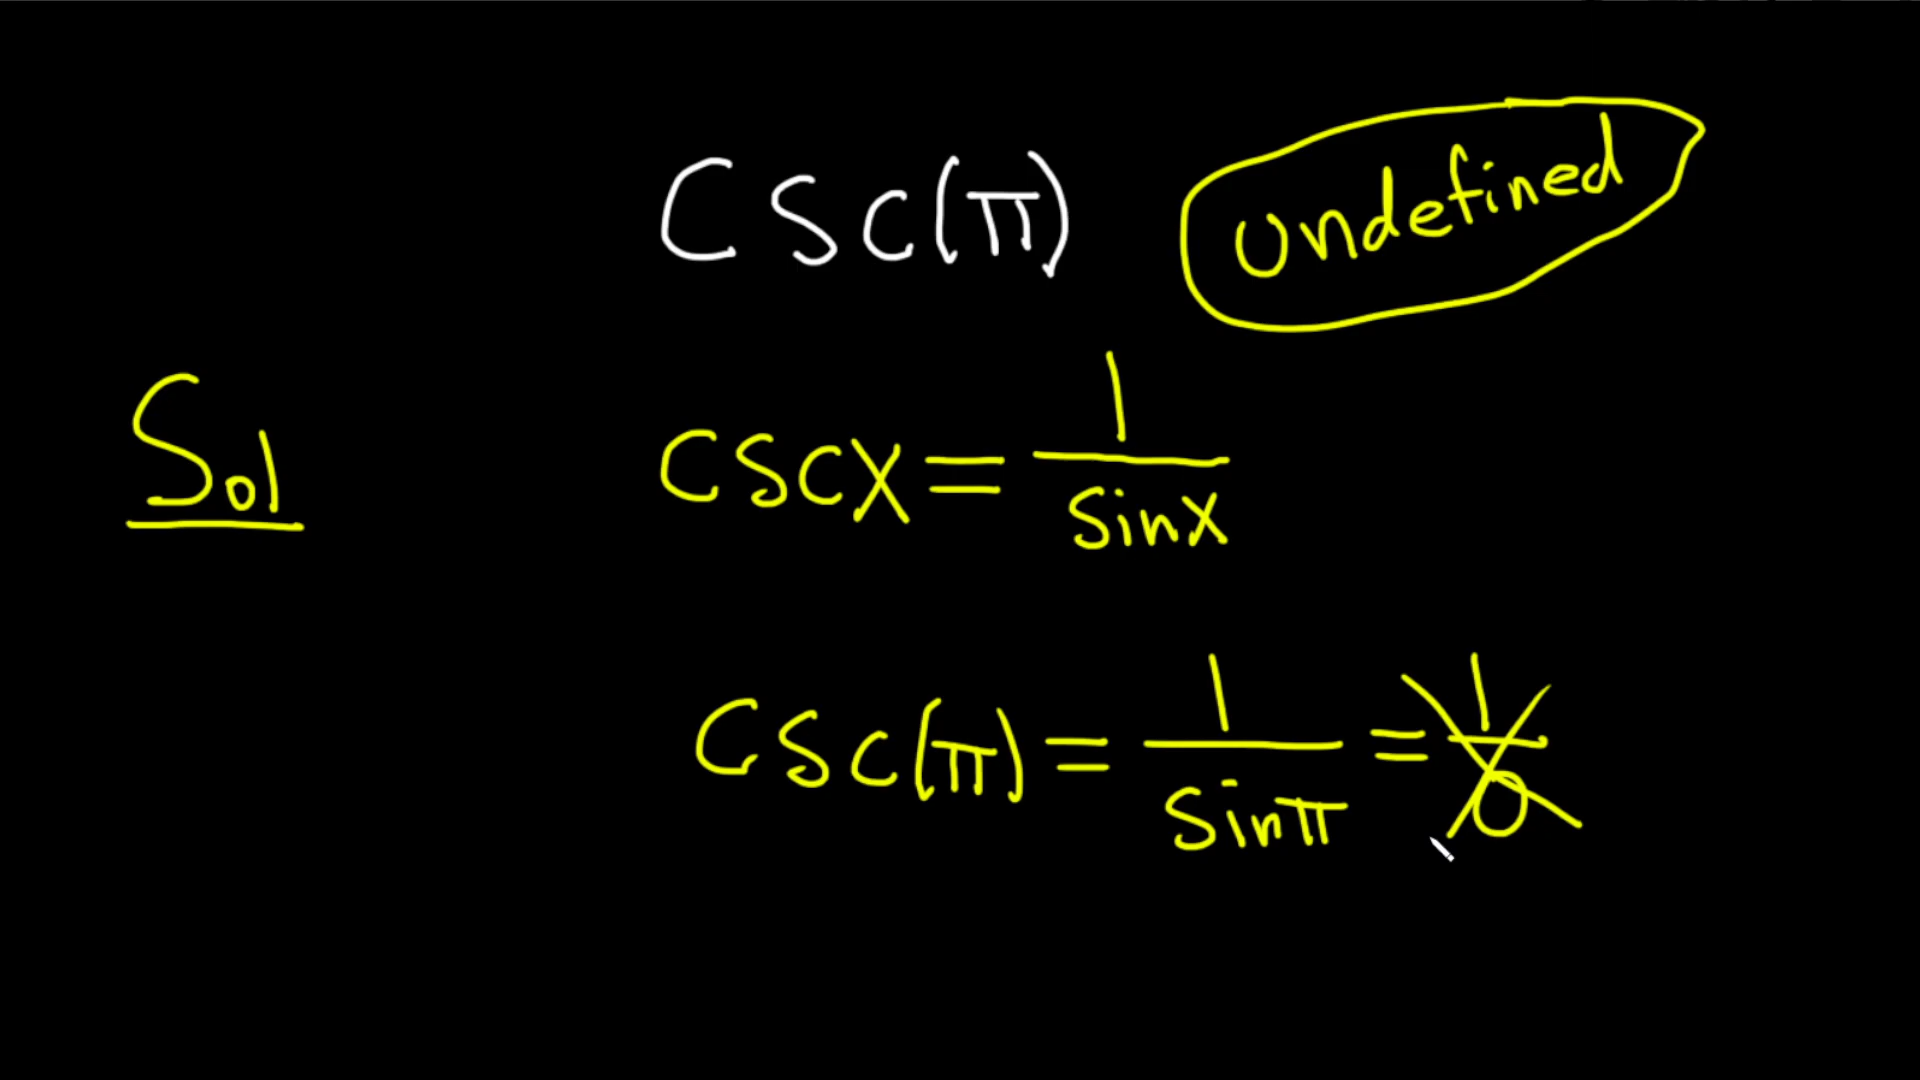 CSC(π) Undefined
Sol
CSCX = 1/sinX
CSC(π) = 1/sinπ = 1/0